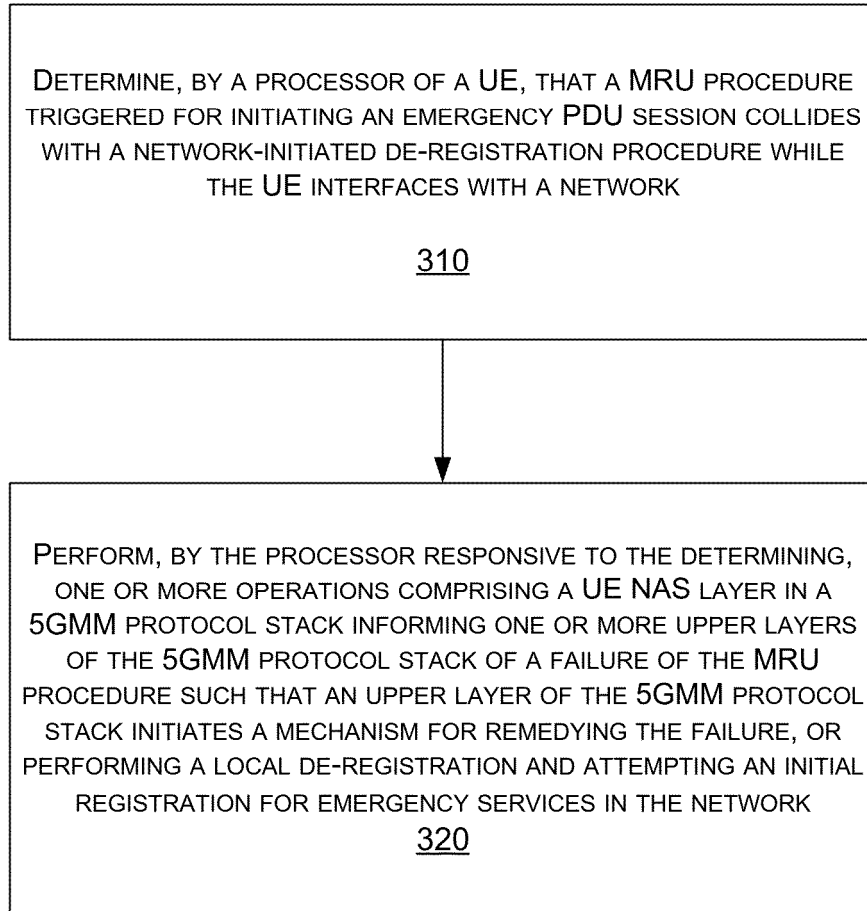 DETERMINE, BY A PROCESSOR OF A UE, THAT A MRU PROCEDURE
TRIGGERED FOR INITIATING AN EMERGENCY PDU SESSION COLLIDES
WITH A NETWORK-INITIATED DE-REGISTRATION PROCEDURE WHILE
THE UE INTERFACES WITH A NETWORK
310
PERFORM, BY THE PROCESSOR RESPONSIVE TO THE DETERMINING,
ONE OR MORE OPERATIONS COMPRISING A UE NAS LAYER IN A
5GMM PROTOCOL STACK INFORMING ONE OR MORE UPPER LAYERS
OF THE 5GMM PROTOCOL STACK OF A FAILURE OF THE MRU
PROCEDURE SUCH THAT AN UPPER LAYER OF THE 5GMM PROTOCOL
STACK INITIATES A MECHANISM FOR REMEDYING THE FAILURE, OR
PERFORMING A LOCAL DE-REGISTRATION AND ATTEMPTING AN INITIAL
REGISTRATION FOR EMERGENCY SERVICES IN THE NETWORK
320